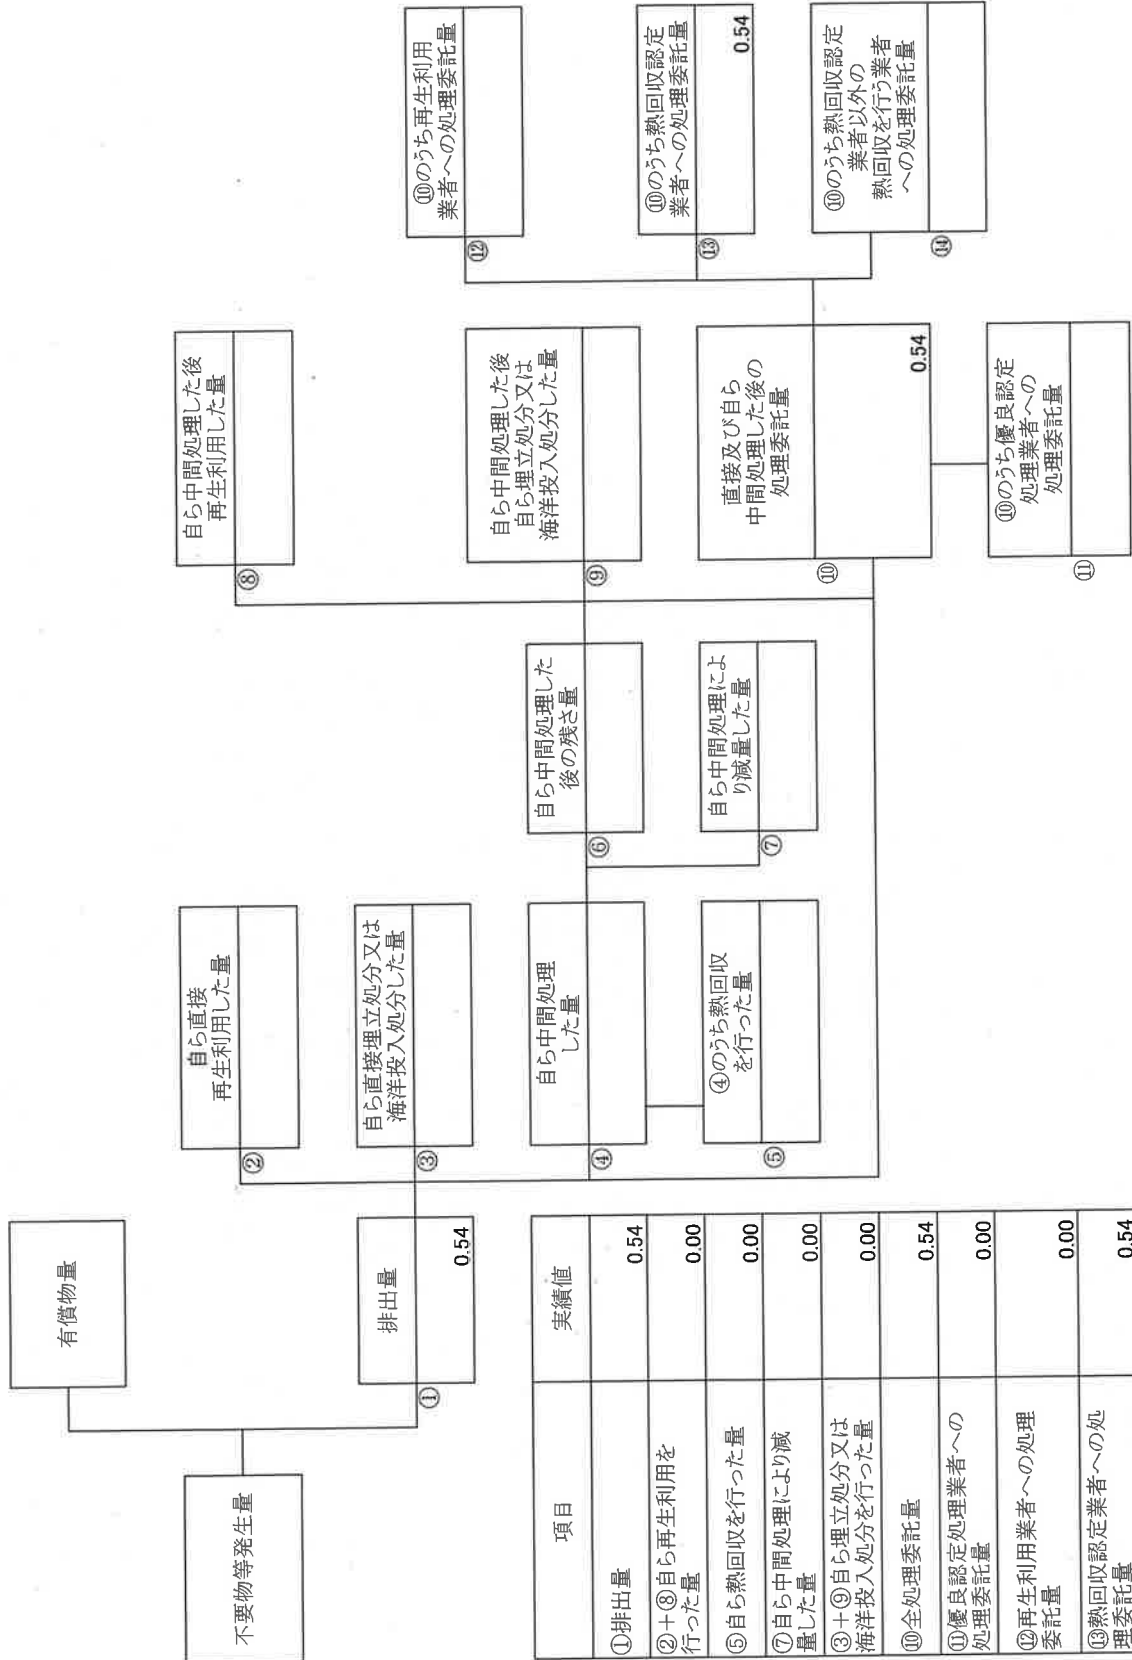 不要物等発生量
有償物量
①
排出量
0.54
②
自ら直接
再生利用した量
③
自ら直接埋立処分又は
海洋投入処分した量
④
自ら中間処理
した量
⑤
④のうち熱回収
を行った量
⑥
自ら中間処理した
後の残さ量
⑦
自ら中間処理によ
り減量した量
⑧
自ら中間処理した後
再生利用した量
⑨
自ら中間処理した後
自ら埋立処分又は
海洋投入処分した量
⑩
直接及び自ら
中間処理した後の
処理委託量
0.54
⑪
⑩のうち優良認定
処理業者への
処理委託量
⑫
⑩のうち再生利用
業者への処理委託量
⑬
⑩のうち熱回収認定
業者への処理委託量
0.54
⑭
⑩のうち熱回収認定
業者以外の
熱回収を行う業者
への処理委託量
項目 実績値
①排出量 0.54
②+⑧自ら再生利用を
行った量 0.00
⑤自ら熱回収を行った量 0.00
⑦自ら中間処理により減
量した量 0.00
③+⑨自ら埋立処分又は
海洋投入処分を行った量 0.00
⑩全処理委託量 0.54
⑪優良認定処理業者への
処理委託量 0.00
⑫再生利用業者への処理
委託量 0.00
⑬熱回収認定業者への処
理委託量 0.54